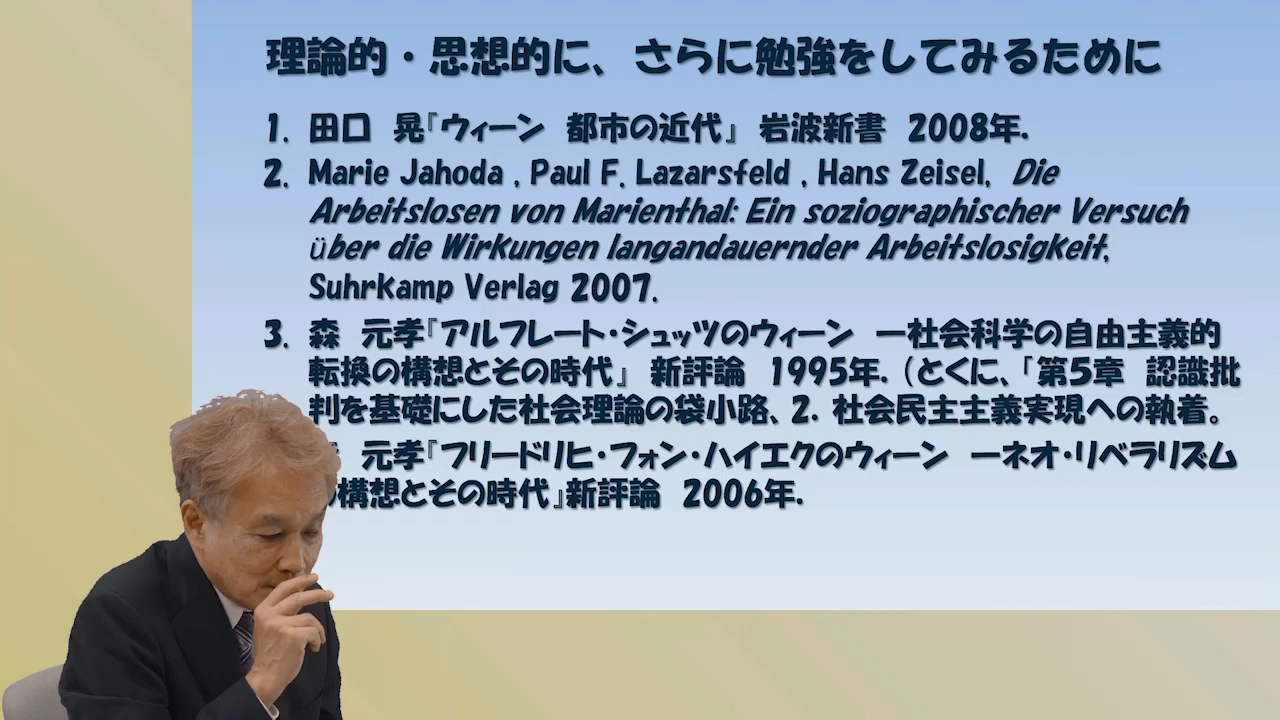 理論的・思想的に、さらに勉強をしてみるために
1. 田口　晃『ウィーン　都市の近代』　岩波新書　2008年.
2. Marie Jahoda , Paul F. Lazarsfeld , Hans Zeisel, Die
Arbeitslosen von Marienthal: Ein soziographischer Versuch
über die Wirkungen langandauernder Arbeitslosigkeit,
Suhrkamp Verlag 2007.
3. 森　元孝『アルフレート・シュッツのウィーン　ー社会科学の自由主義的
転換の構想とその時代』　新評論　1995年. （とくに、「第5章　認識批
判を基礎にした社会理論の袋小路、2. 社会民主主義実現への執着。
元孝『フリードリヒ・フォン・ハイエクのウィーン　ーネオ・リベラリズム
の構想とその時代』新評論　2006年.